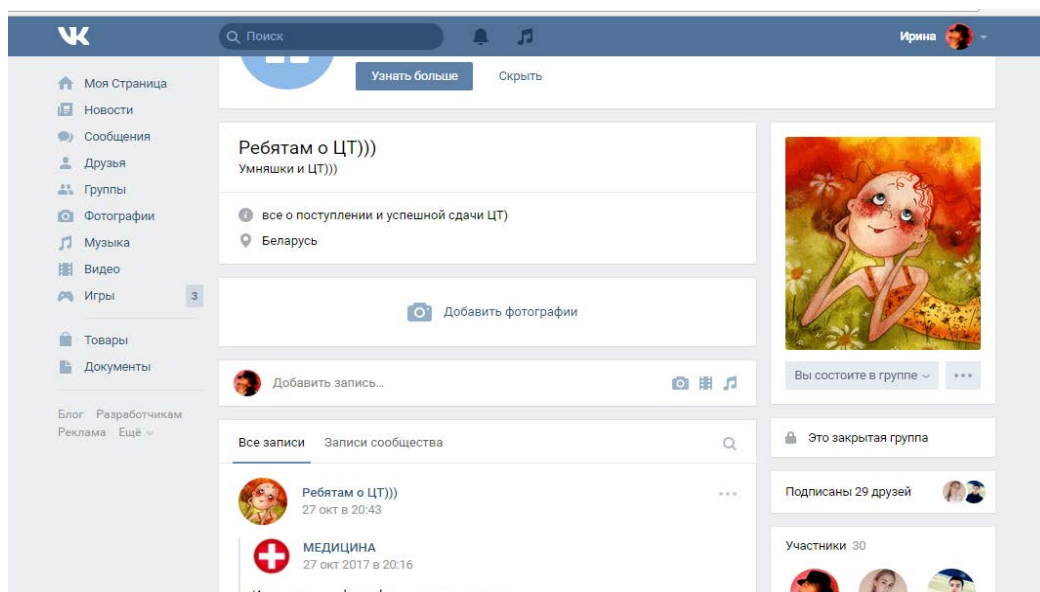 Поиск
Ирина
Моя Страница
Новости
Сообщения
Друзья
Группы
Фотографии
Музыка
Видео
Игры 3
Товары
Документы
Блог Разработчикам
Реклама Ещё
Узнать больше Скрыть
Ребятам о ЦТ)))
Умняшки и ЦТ)))
все о поступлении и успешной сдачи ЦТ)
Беларусь
Добавить фотографии
Добавить запись...
Все записи Записи сообщества
Ребятам о ЦТ)))
27 окт в 20:43
МЕДИЦИНА
27 окт 2017 в 20:16
Вы состоите в группе
Это закрытая группа
Подписаны 29 друзей
Участники 30